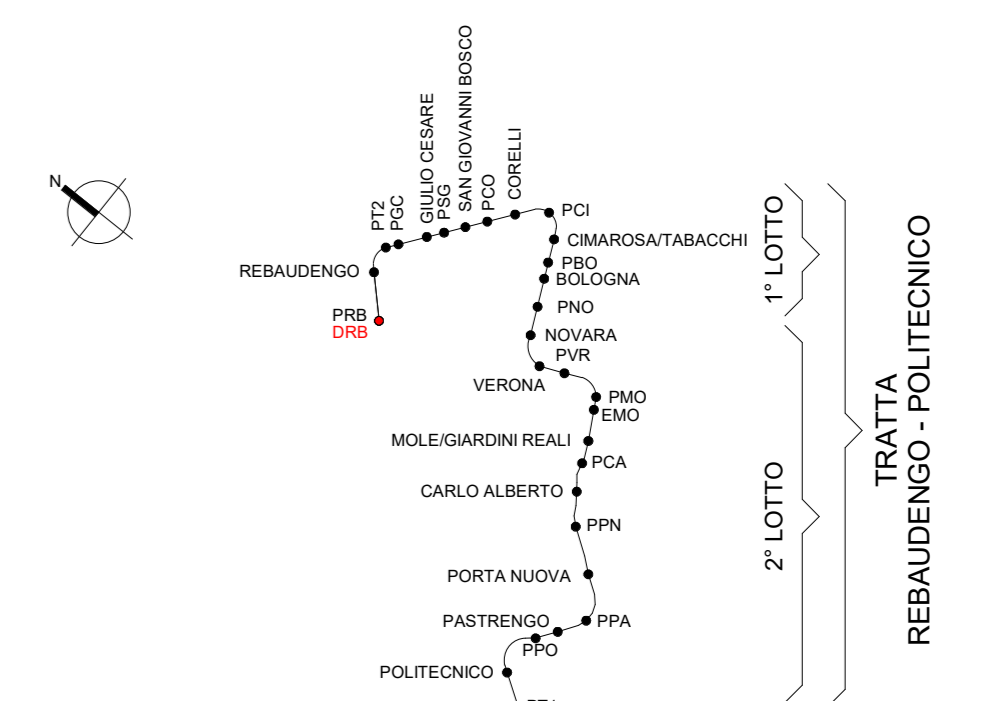 N
PT2
PGC
GIULIO CESARE
PSG
SAN GIOVANNI BOSCO
PCO
CORELLI
PCI
CIMAROSA/TABACCHI
REBAUDENGO
PBO
BOLOGNA
PRB
DRB
PNO
NOVARA
PVR
VERONA
PMO
EMO
MOLE/GIARDINI REALI
PCA
CARLO ALBERTO
PPN
PORTA NUOVA
PASTRENGO
PPA
PPO
POLITECNICO
1° LOTTO
2° LOTTO
TRATTA
REBAUDENGO - POLITECNICO